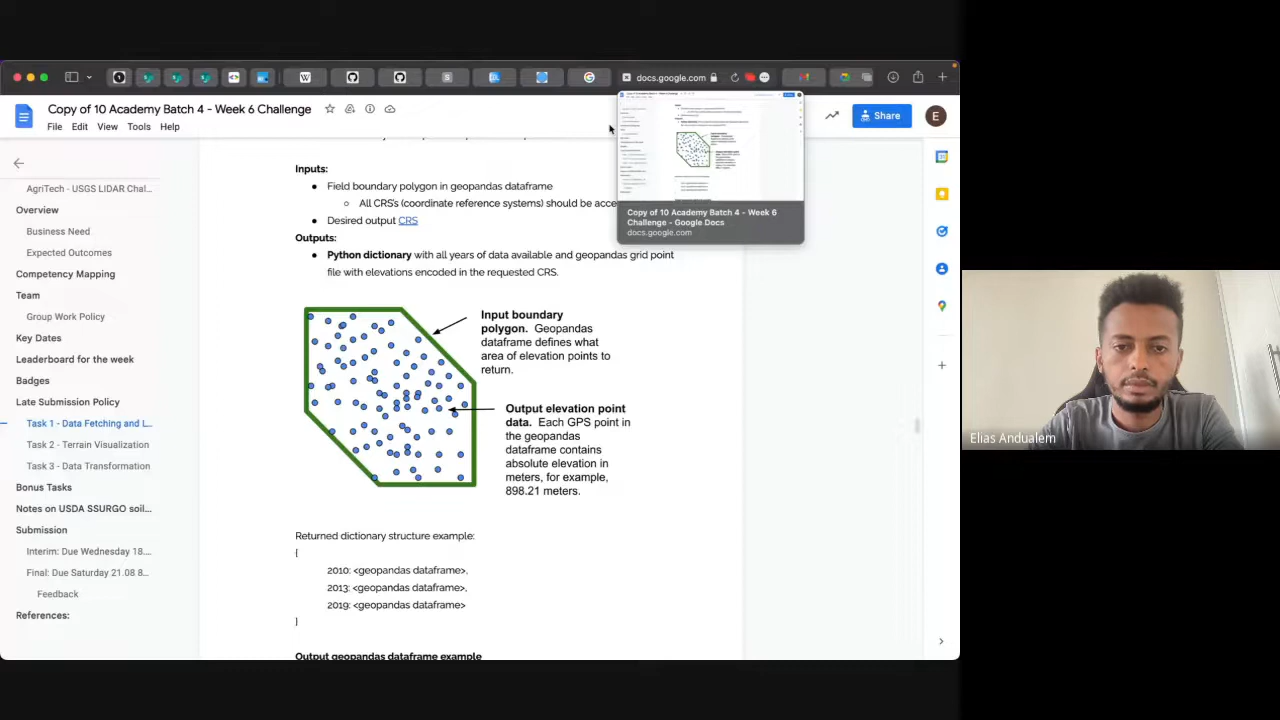 docs.google.com
Copy of 10 Academy Batch 4 - Week 6 Challenge
File Edit View Tools Help
Share
E
Copy of 10 Academy Batch 4 - Week 6
Challenge - Google Docs
docs.google.com
AgriTech - USGS LIDAR Chal...
Overview
Business Need
Expected Outcomes
Competency Mapping
Team
Group Work Policy
Key Dates
Leaderboard for the week
Badges
Late Submission Policy
Task 1 - Data Fetching and L...
Task 2 - Terrain Visualization
Task 3 - Data Transformation
Bonus Tasks
Notes on USDA SSURGO soil...
Submission
Interim: Due Wednesday 18....
Final: Due Saturday 21.08 8...
Feedback
References:
Inputs:
Field boundary polygon in geopandas dataframe
All CRS's (coordinate reference systems) should be acce
Desired output CRS
Outputs:
Python dictionary with all years of data available and geopandas grid point
file with elevations encoded in the requested CRS.
Input boundary
polygon. Geopandas
dataframe defines what
area of elevation points to
return.
Output elevation point
data. Each GPS point in
the geopandas
dataframe contains
absolute elevation in
meters, for example,
898.21 meters.
Returned dictionary structure example:
{
2010: <geopandas dataframe>,
2013: <geopandas dataframe>,
2019: <geopandas dataframe>
}
Output geopandas dataframe example
Elias Andualem